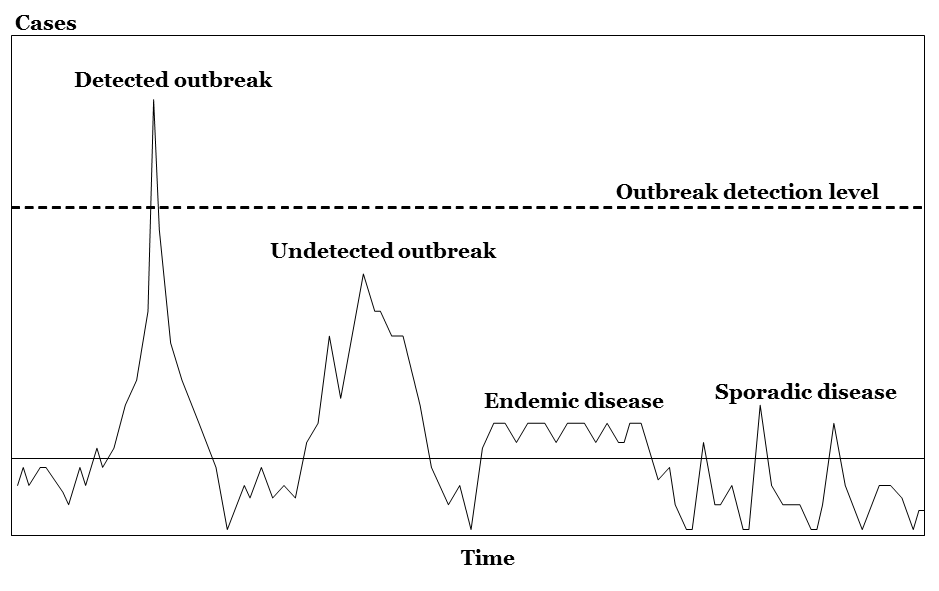 Cases
Detected outbreak
Outbreak detection level
Undetected outbreak
Endemic disease
Sporadic disease
Time